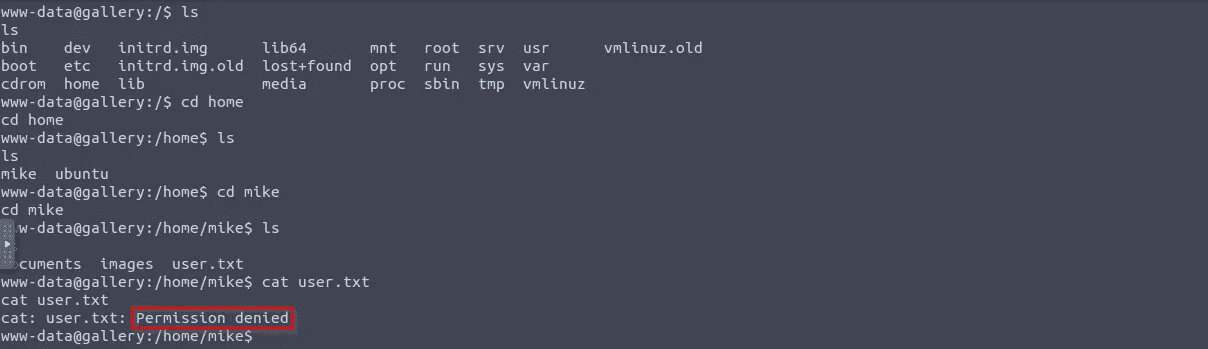 www-data@gallery:/$ ls
ls
bin dev initrd.img lib64 mnt root srv usr vmlinuz.old
boot etc initrd.img.old lost+found opt run sys var
cdrom home lib media proc sbin tmp vmlinuz
www-data@gallery:/$ cd home
cd home
www-data@gallery:/home$ ls
ls
mike ubuntu
www-data@gallery:/home$ cd mike
cd mike
w-data@gallery:/home/mike$ ls
cuments images user.txt
www-data@gallery:/home/mike$ cat user.txt
cat user.txt
cat: user.txt: Permission denied
www-data@gallery:/home/mike$